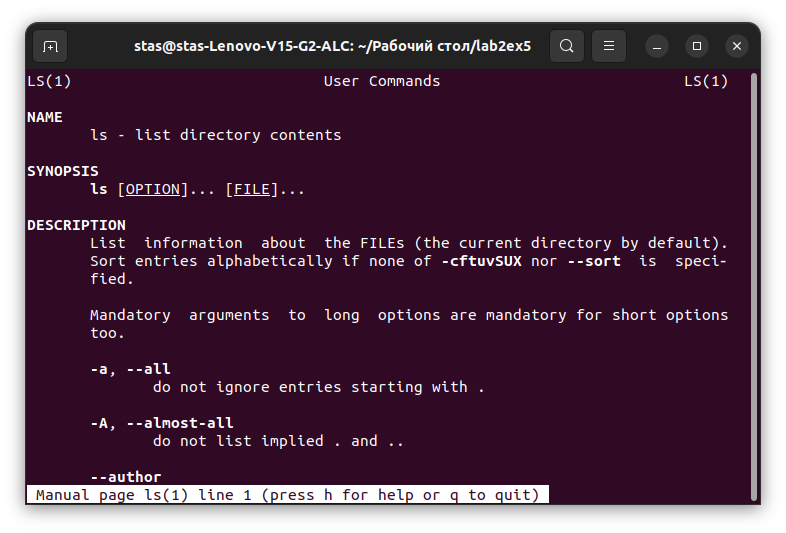 stas@stas-Lenovo-V15-G2-ALC: ~/Рабочий стол/lab2ex5
LS(1) User Commands LS(1)
NAME
ls - list directory contents
SYNOPSIS
ls [OPTION]... [FILE]...
DESCRIPTION
List information about the FILEs (the current directory by default).
Sort entries alphabetically if none of -cftuvSUX nor --sort is speci-
fied.
Mandatory arguments to long options are mandatory for short options
too.
-a, --all
do not ignore entries starting with .
-A, --almost-all
do not list implied . and ..
--author
Manual page ls(1) line 1 (press h for help or q to quit)